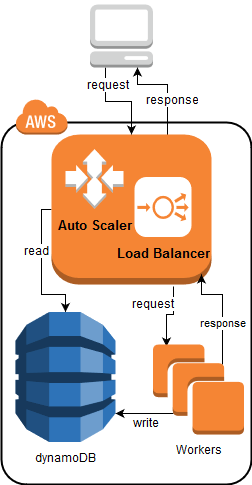 request
response
AWS
Auto Scaler
Load Balancer
read
request
response
write
dynamoDB
Workers